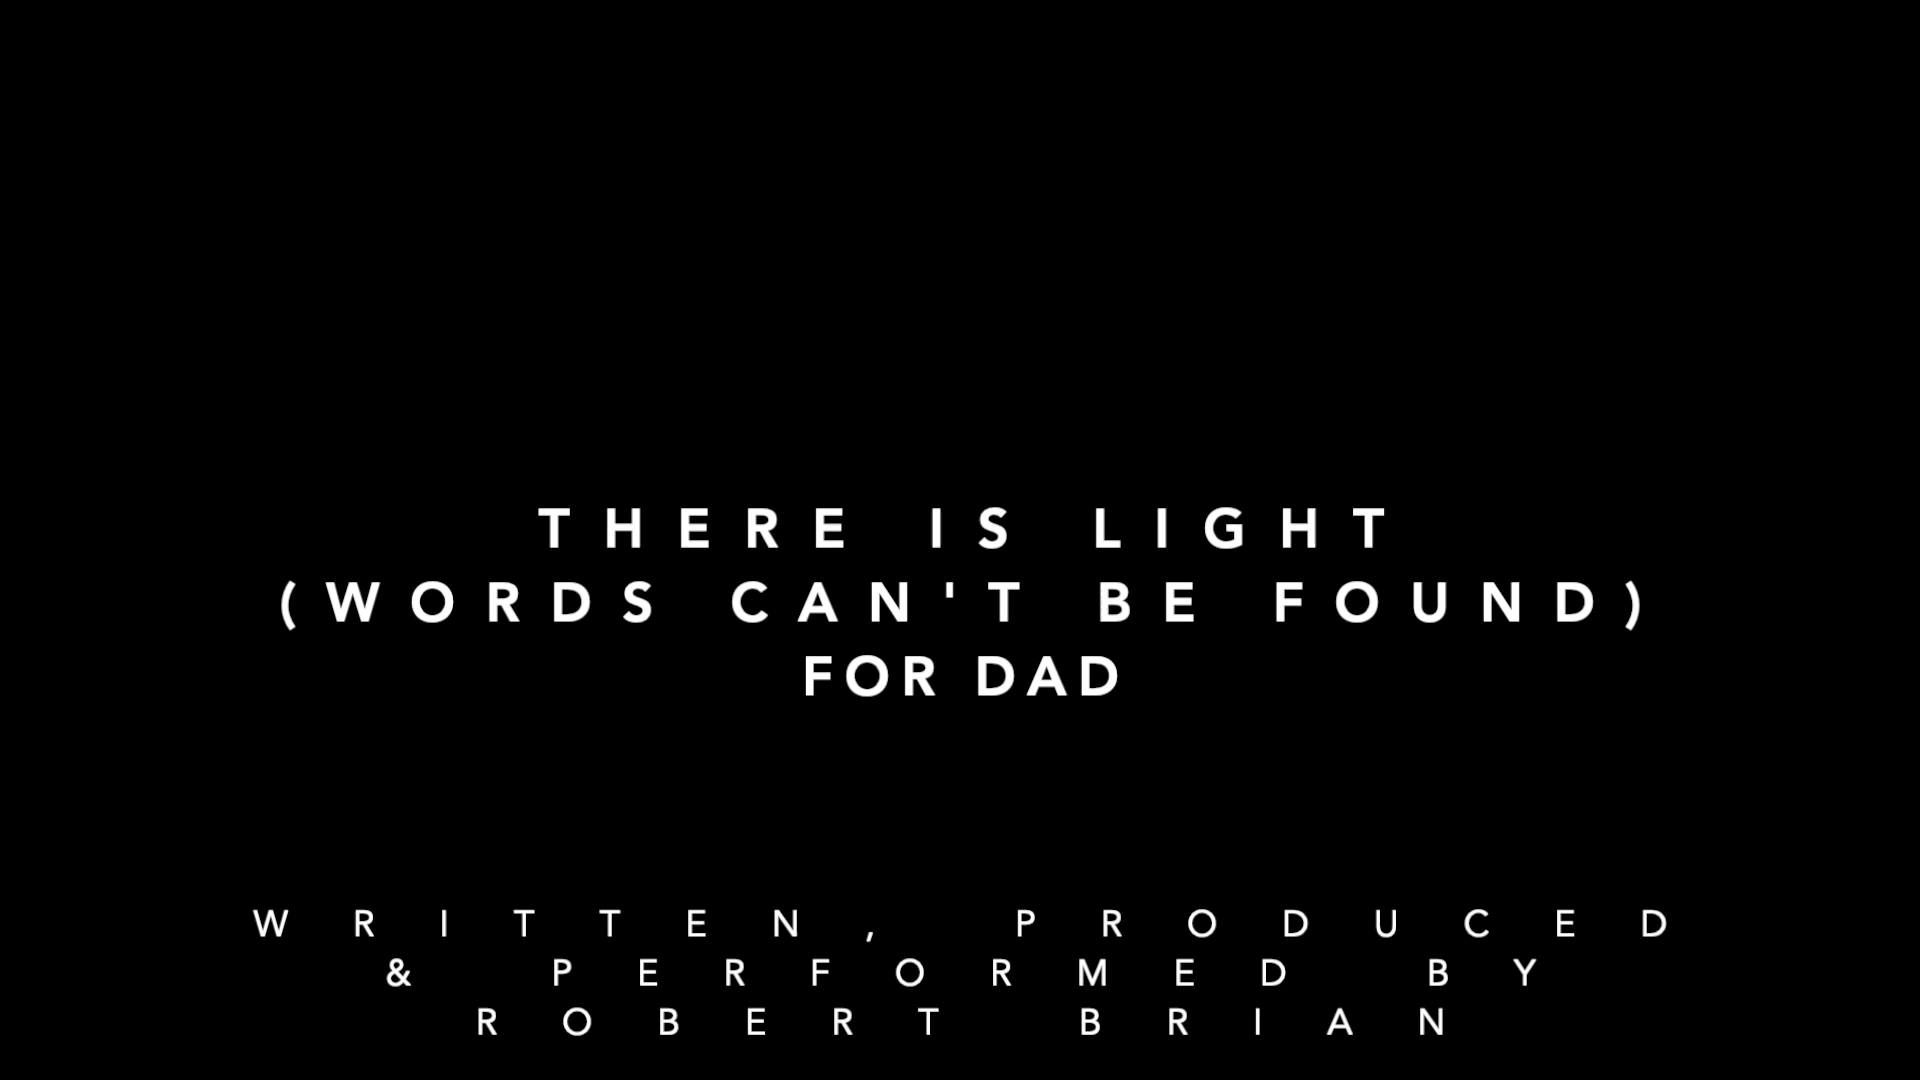 THERE IS LIGHT
(WORDS CAN'T BE FOUND)
FOR DAD
WRITTEN, PRODUCED
& PERFORMED BY
ROBERT BRIAN